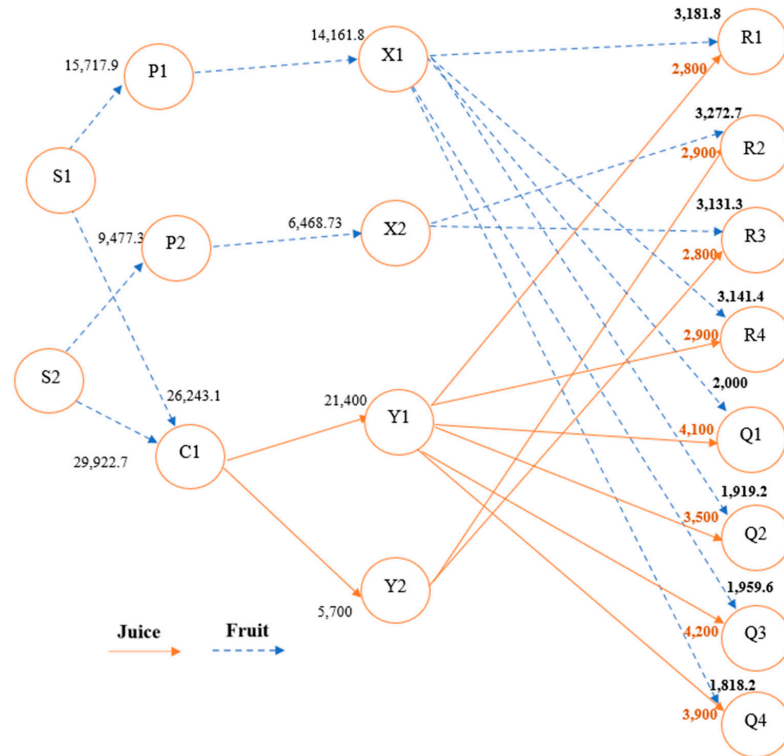 3,181.8
R1
14,161.8
X1
15,717.9
P1
2,800
3,272.7
R2
2,900
S1
3,131.3
R3
6,468.73
X2
9,477.3
P2
2,800
3,141.4
R4
2,900
S2
2,000
26,243.1
21,400
Y1
4,100
Q1
C1
29,922.7
1,919.2
3,500
Q2
Y2
5,700
1,959.6
Juice
Fruit
4,200
Q3
1,818.2
3,900
Q4